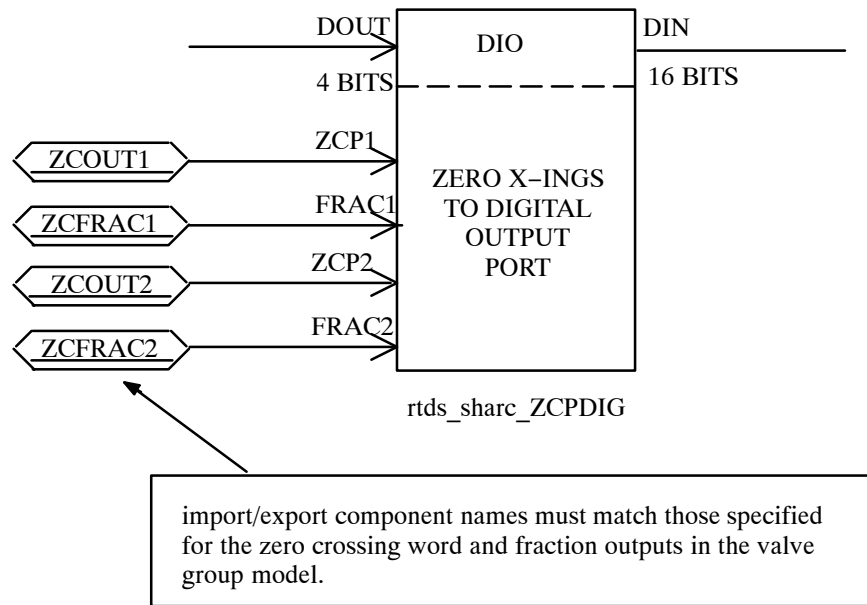 DOUT
DIO
DIN
4 BITS
16 BITS
ZCOUT1
ZCP1
ZERO X–INGS
TO DIGITAL
OUTPUT
PORT
ZCFRAC1
FRAC1
ZCOUT2
ZCP2
ZCFRAC2
FRAC2
rtds_sharc_ZCPDIG
import/export component names must match those specified
for the zero crossing word and fraction outputs in the valve
group model.